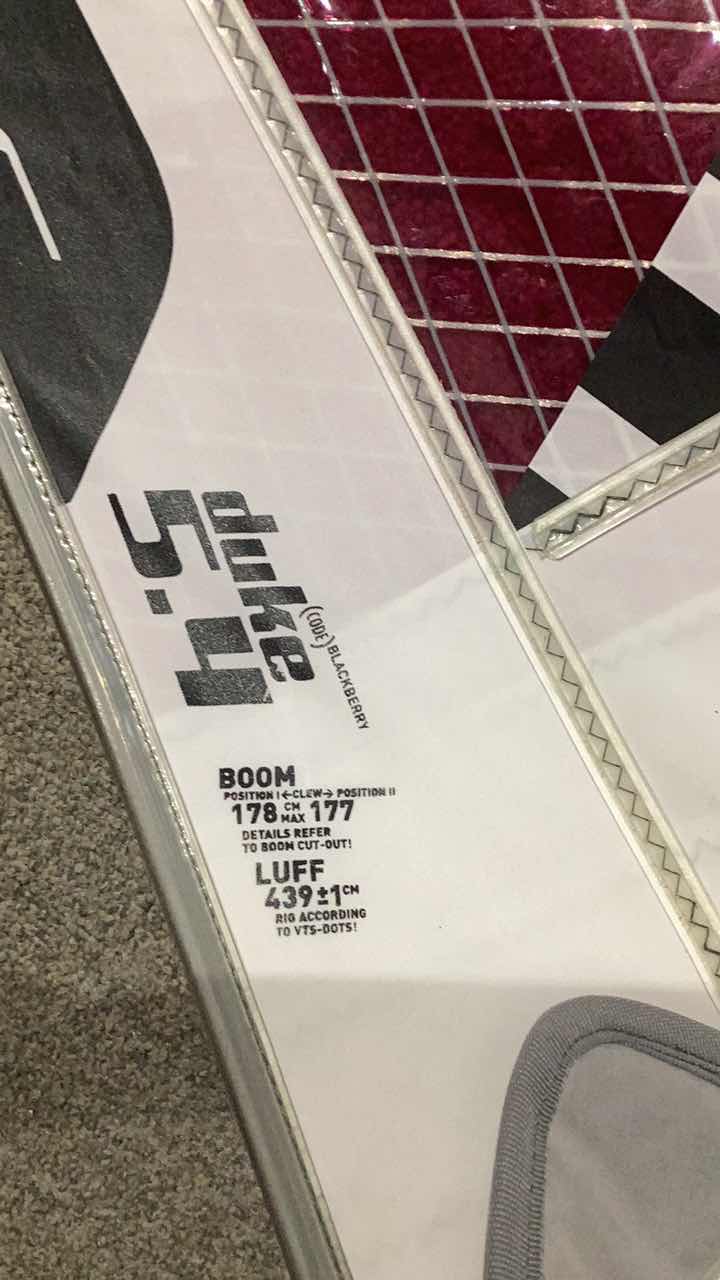 duke
5.4
(CODE)BLACKBERRY
BOOM
POSITION I←CLEW→ POSITION II
178 CM MAX 177
DETAILS REFER
TO BOOM CUT-OUT!
LUFF
439±1CM
RIG ACCORDING
TO VTS-DOTS!